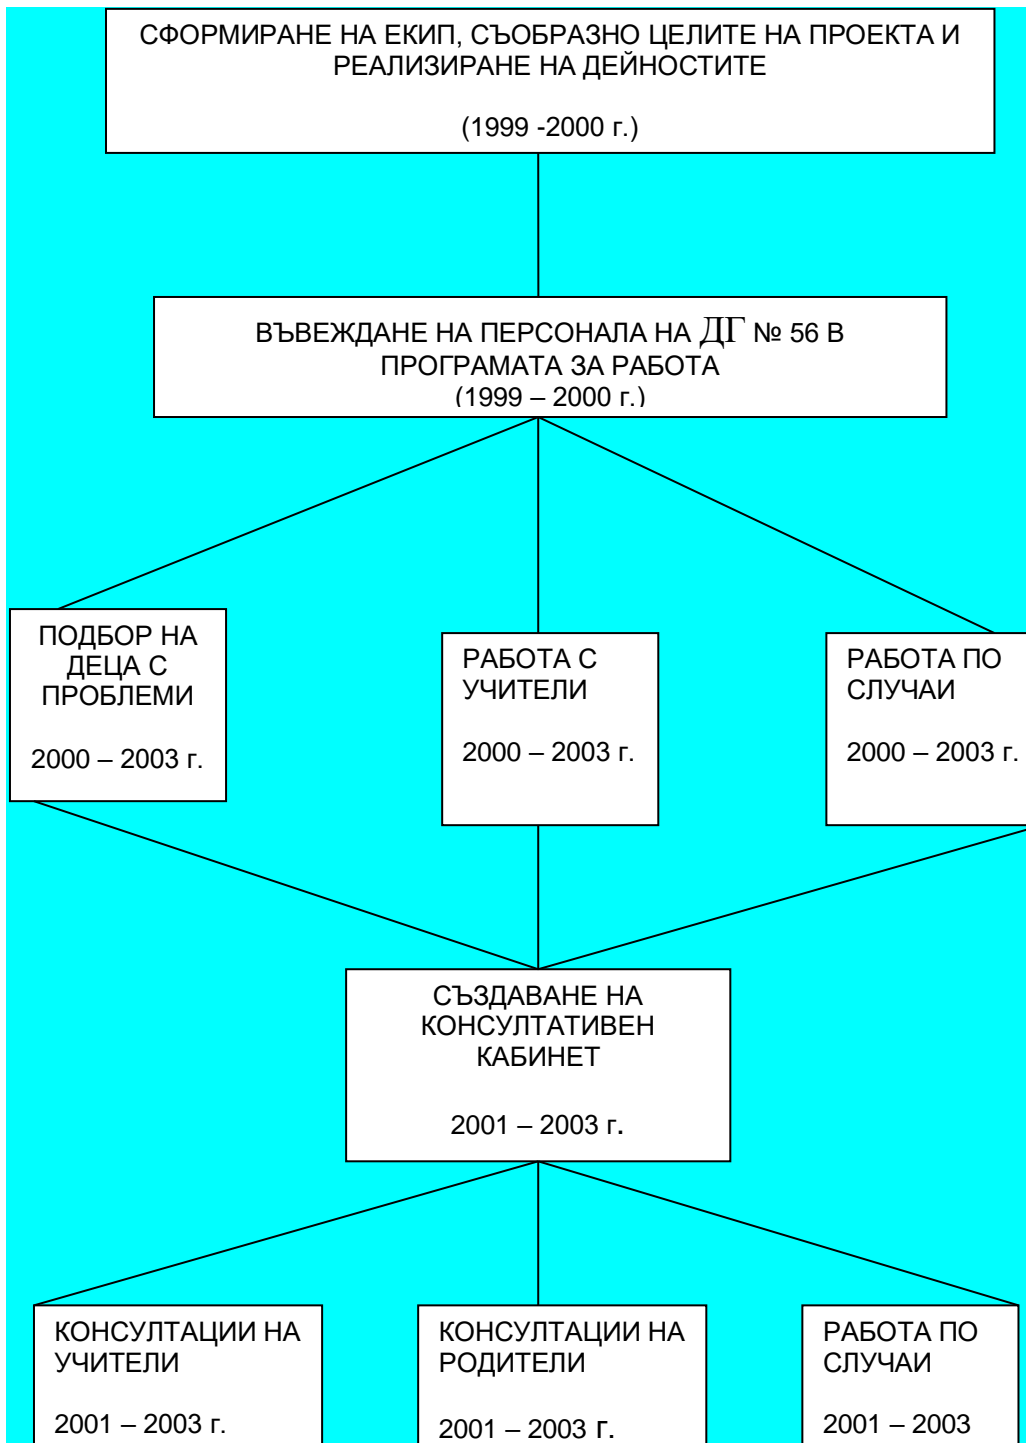 СФОРМИРАНЕ НА ЕКИП, СЪОБРАЗНО ЦЕЛИТЕ НА ПРОЕКТА И
РЕАЛИЗИРАНЕ НА ДЕЙНОСТИТЕ
(1999 -2000 г.)
ВЪВЕЖДАНЕ НА ПЕРСОНАЛА НА ДГ № 56 В
ПРОГРАМАТА ЗА РАБОТА
(1999 – 2000 г.)
ПОДБОР НА
ДЕЦА С
ПРОБЛЕМИ
2000 – 2003 г.
РАБОТА С
УЧИТЕЛИ
2000 – 2003 г.
РАБОТА ПО
СЛУЧАИ
2000 – 2003 г.
СЪЗДАВАНЕ НА
КОНСУЛТАТИВЕН
КАБИНЕТ
2001 – 2003 г.
КОНСУЛТАЦИИ НА
УЧИТЕЛИ
2001 – 2003 г.
КОНСУЛТАЦИИ НА
РОДИТЕЛИ
2001 – 2003 г.
РАБОТА ПО
СЛУЧАИ
2001 – 2003